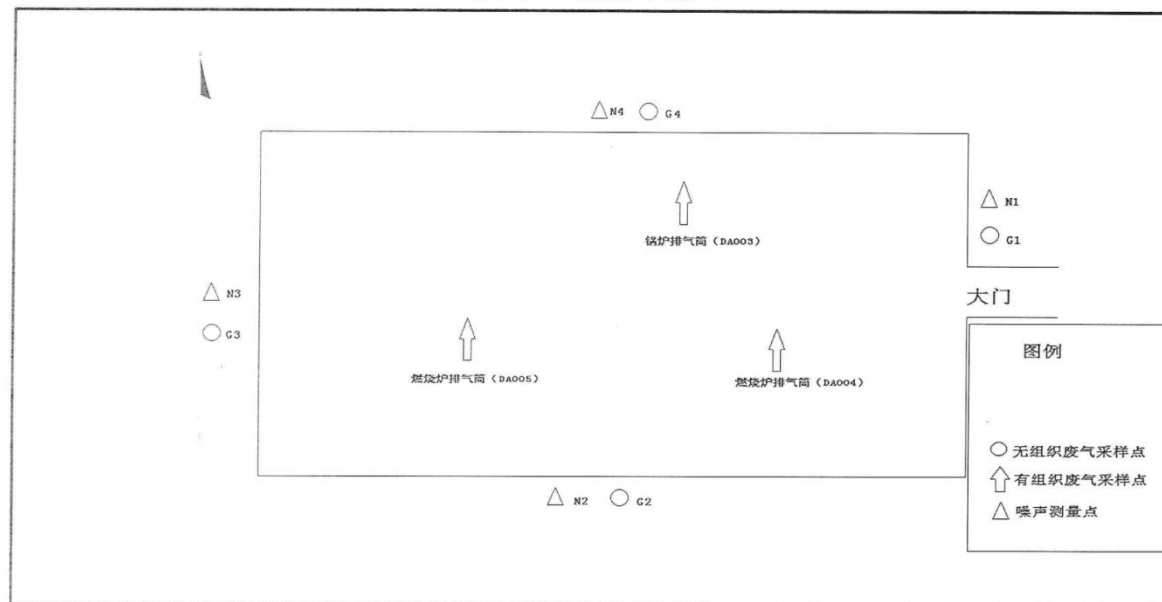 N4 G4
N1
锅炉排气筒（DA003）
G1
N3
大门
G3
图例
燃烧炉排气筒（DA005）
燃烧炉排气筒（DA004）
无组织废气采样点
有组织废气采样点
N2 G2
噪声测量点